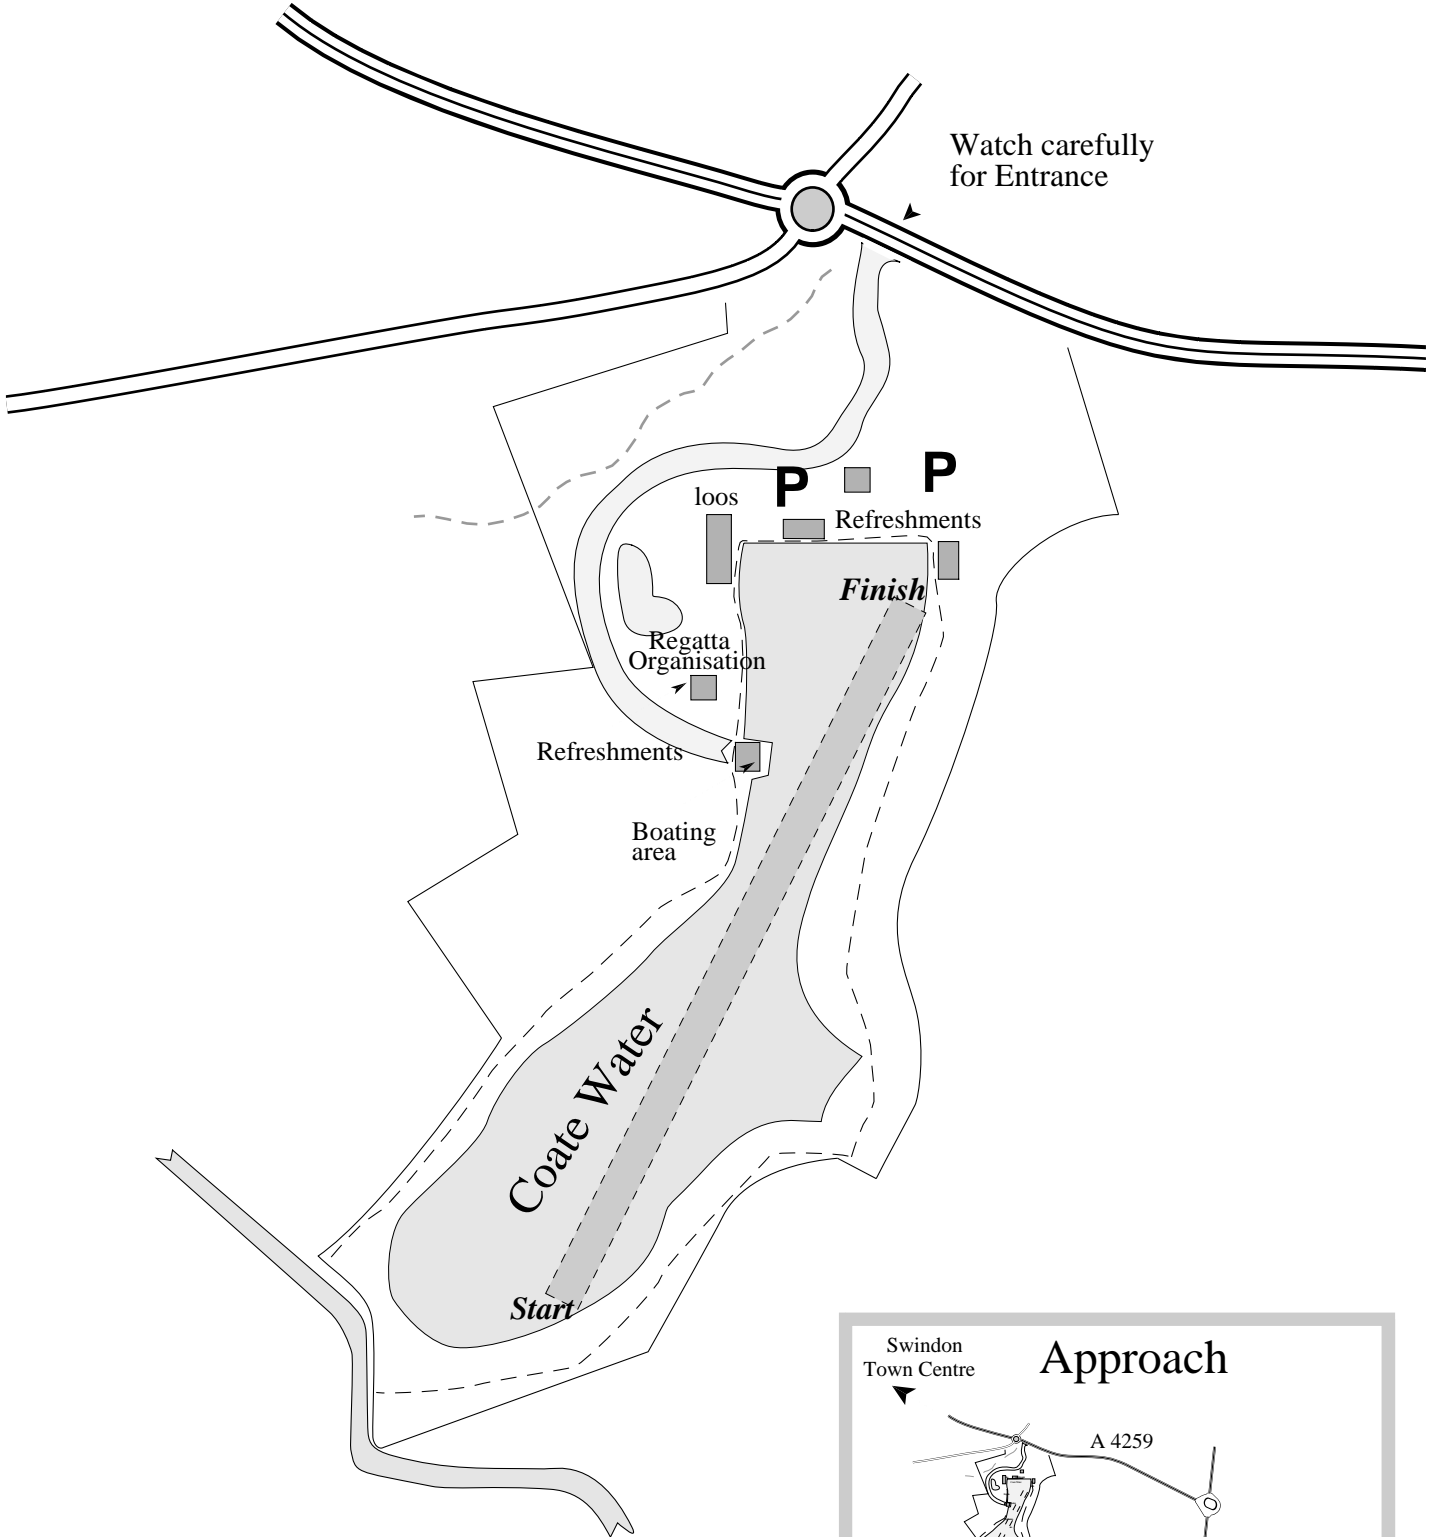 Watch carefully
for Entrance
P
P
loos
Refreshments
Finish
Regatta
Organisation
Refreshments
Boating
area
Coate Water
Start
Swindon
Town Centre
Approach
A 4259